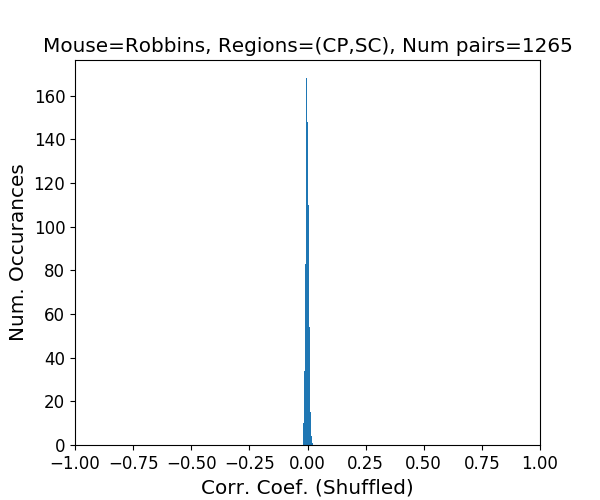 Mouse=Robbins, Regions=(CP,SC), Num pairs=1265
Num. Occurances
160
140
120
100
80
60
40
20
0
−1.00 −0.75 −0.50 −0.25 0.00 0.25 0.50 0.75 1.00
Corr. Coef. (Shuffled)